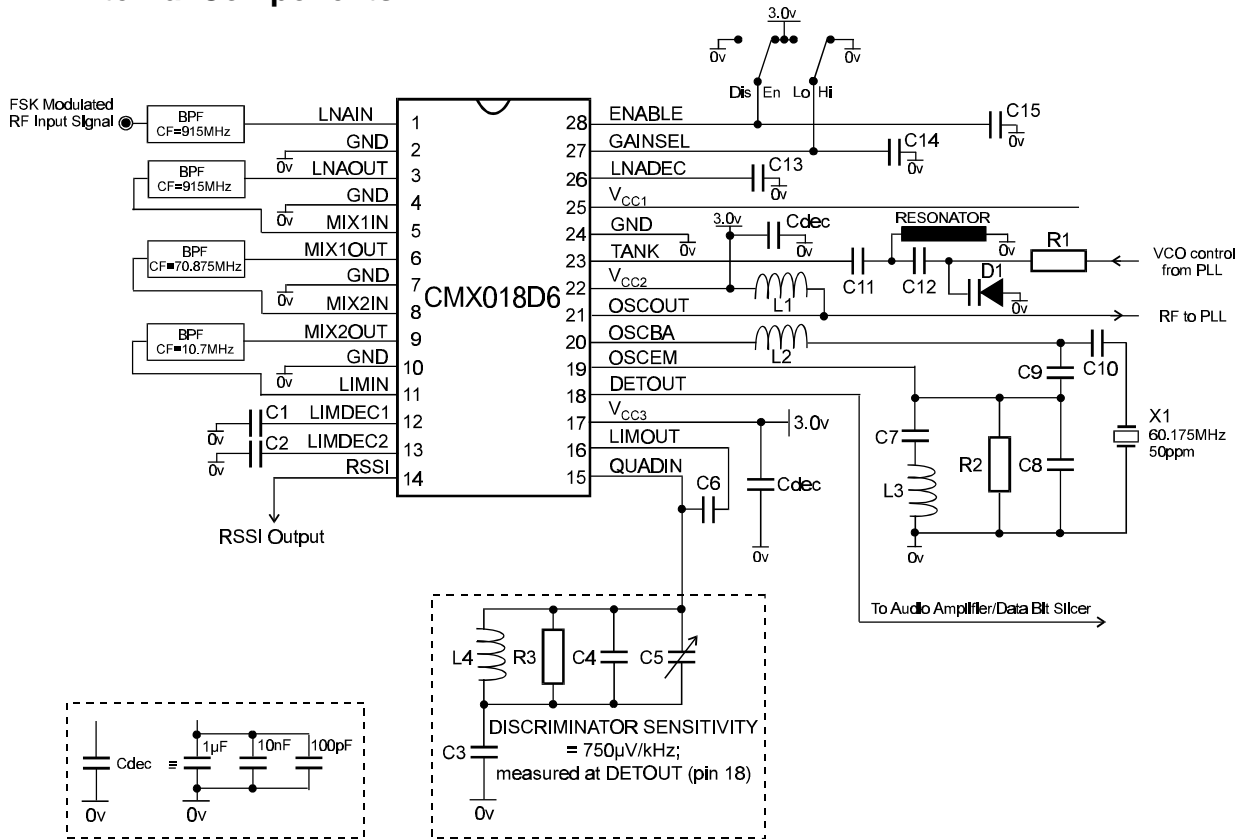 3.0v
0v
0v
Dis En Lo Hi
FSK Modulated
RF Input Signal
BPF
CF=915MHz
LNAIN
1
GND
0v
2
BPF
CF=915MHz
LNAOUT
3
GND
0v
4
MIX1IN
5
BPF
CF=70.875MHz
MIX1OUT
6
GND
0v
7
MIX2IN
8
BPF
CF=10.7MHz
MIX2OUT
9
GND
0v
10
LIMIN
11
C1
LIMDEC1
0v
12
C2
LIMDEC2
0v
13
RSSI
14
RSSI Output
CMX018D6
28
ENABLE
C15
0v
27
GAINSEL
C14
0v
26
LNADEC
C13
0v
25
VCC1
24
GND
0v
3.0v
Cdec
0v
RESONATOR
0v
23
TANK
C11
C12
D1
0v
R1
VCO control
from PLL
22
VCC2
L1
21
OSCOUT
RF to PLL
20
OSCBA
L2
C10
C9
19
OSCEM
18
DETOUT
C7
L3
R2
C8
0v
X1
60.175MHz
50ppm
17
VCC3
3.0v
Cdec
0v
16
LIMOUT
15
QUADIN
C6
To Audio Amplifier/Data Bit Slicer
L4
R3
C4
C5
C3
0v
DISCRIMINATOR SENSITIVITY
= 750µV/kHz;
measured at DETOUT (pin 18)
Cdec
0v
≡
1µF
10nF
100pF
0v